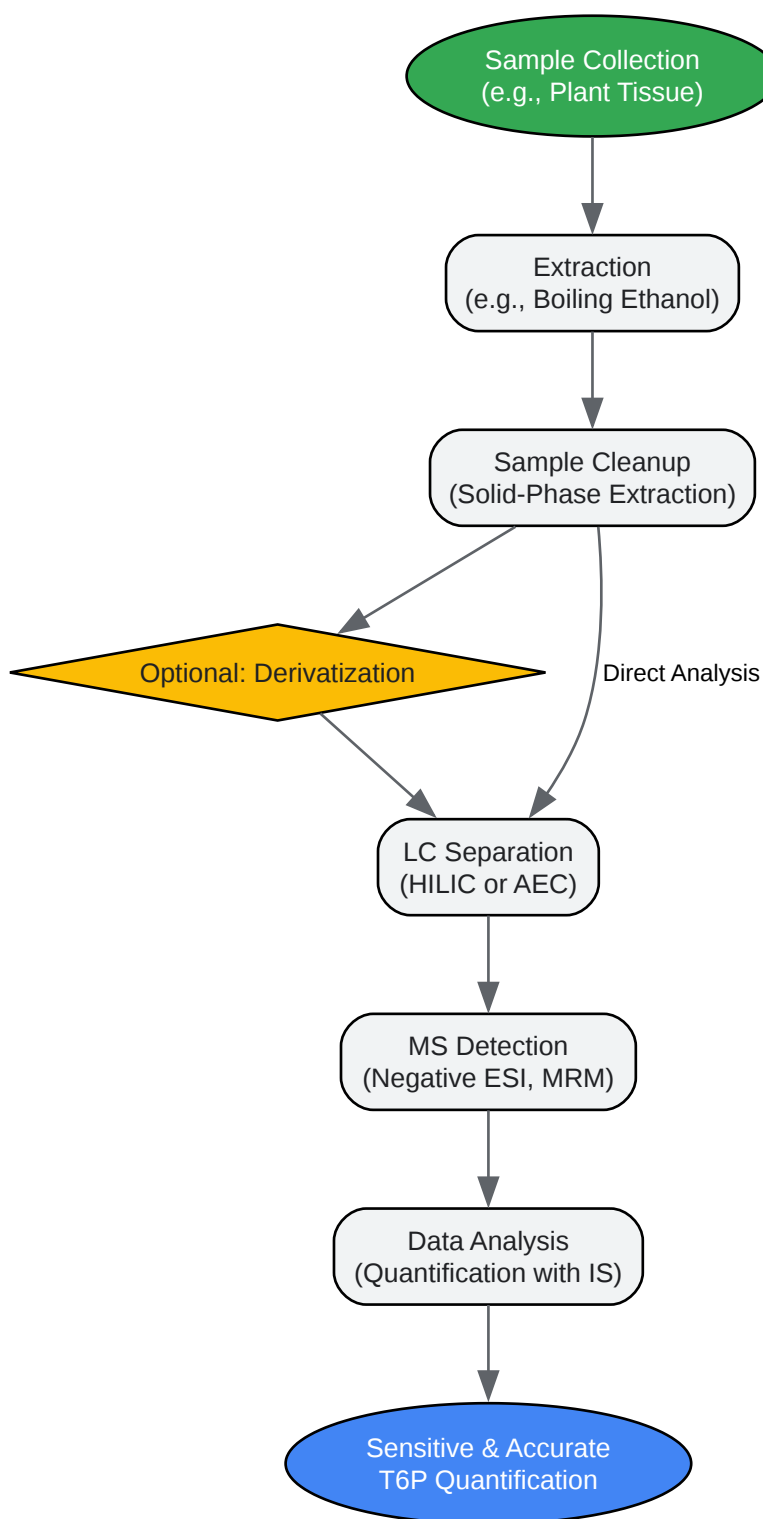 Sample Collection
(e.g., Plant Tissue)
Extraction
(e.g., Boiling Ethanol)
Sample Cleanup
(Solid-Phase Extraction)
Optional: Derivatization
Direct Analysis
LC Separation
(HILIC or AEC)
MS Detection
(Negative ESI, MRM)
Data Analysis
(Quantification with IS)
Sensitive & Accurate
T6P Quantification